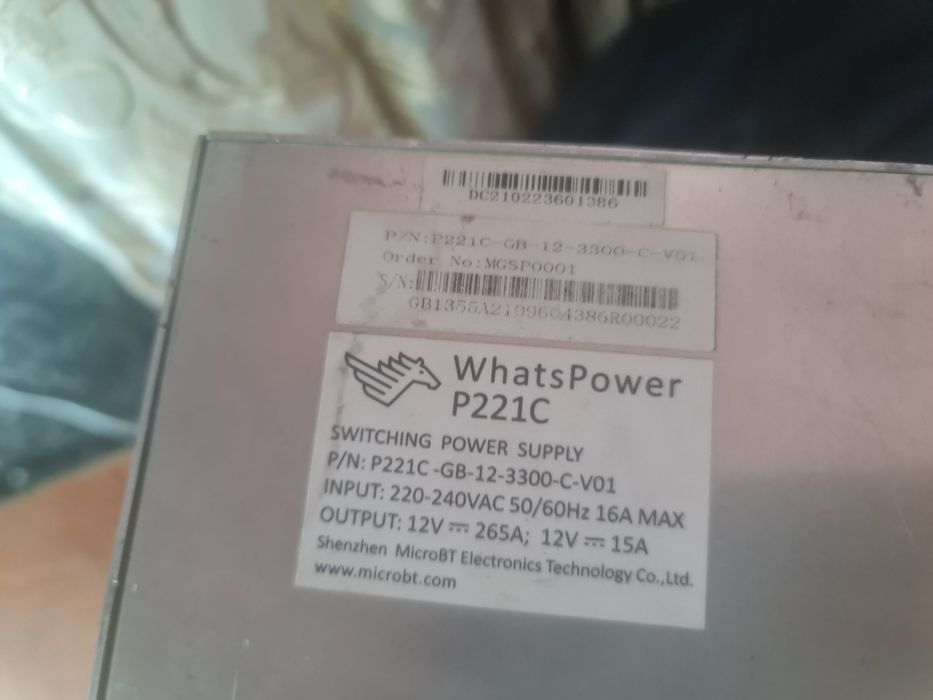 DC210223601386
P/N:P221C-GB-12-3300-C-V01
Order No:MGSP0001
S/N:
GB1355A2109604386R00022
WhatsPower
P221C
SWITCHING POWER SUPPLY
P/N: P221C-GB-12-3300-C-V01
INPUT: 220-240VAC 50/60Hz 16A MAX
OUTPUT: 12V ⎓ 265A; 12V ⎓ 15A
Shenzhen MicroBT Electronics Technology Co.,Ltd.
www.microbt.com